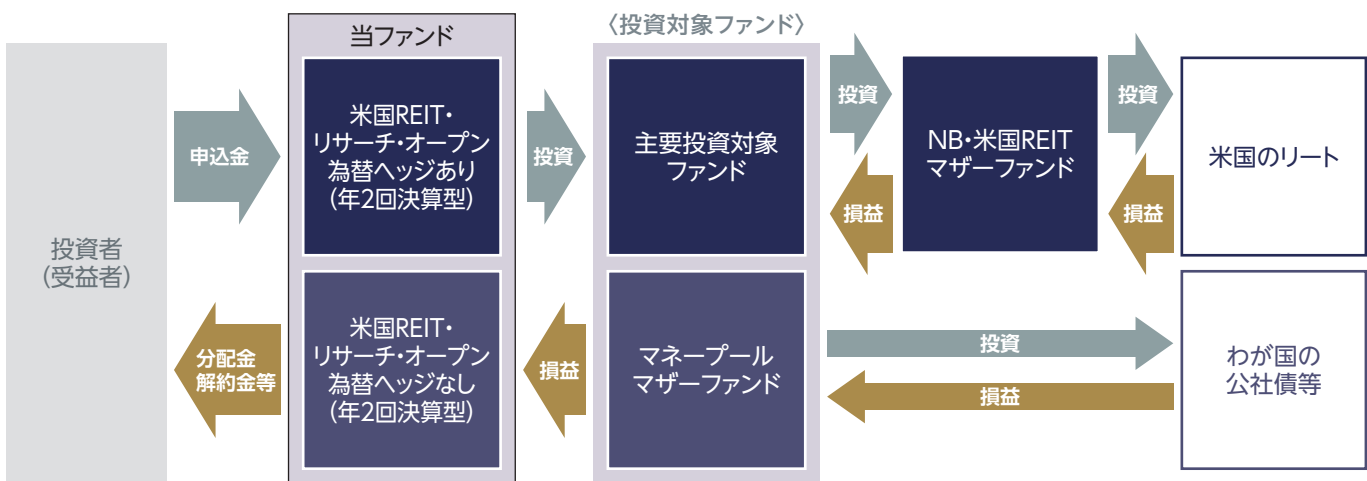 投資者
(受益者)
申込金
分配金
解約金等
当ファンド
米国REIT・
リサーチ・オープン
為替ヘッジあり
(年2回決算型)
米国REIT・
リサーチ・オープン
為替ヘッジなし
(年2回決算型)
投資
損益
〈投資対象ファンド〉
主要投資対象
ファンド
マネープール
マザーファンド
投資
損益
NB・米国REIT
マザーファンド
投資
損益
米国のリート
投資
損益
わが国の
公社債等